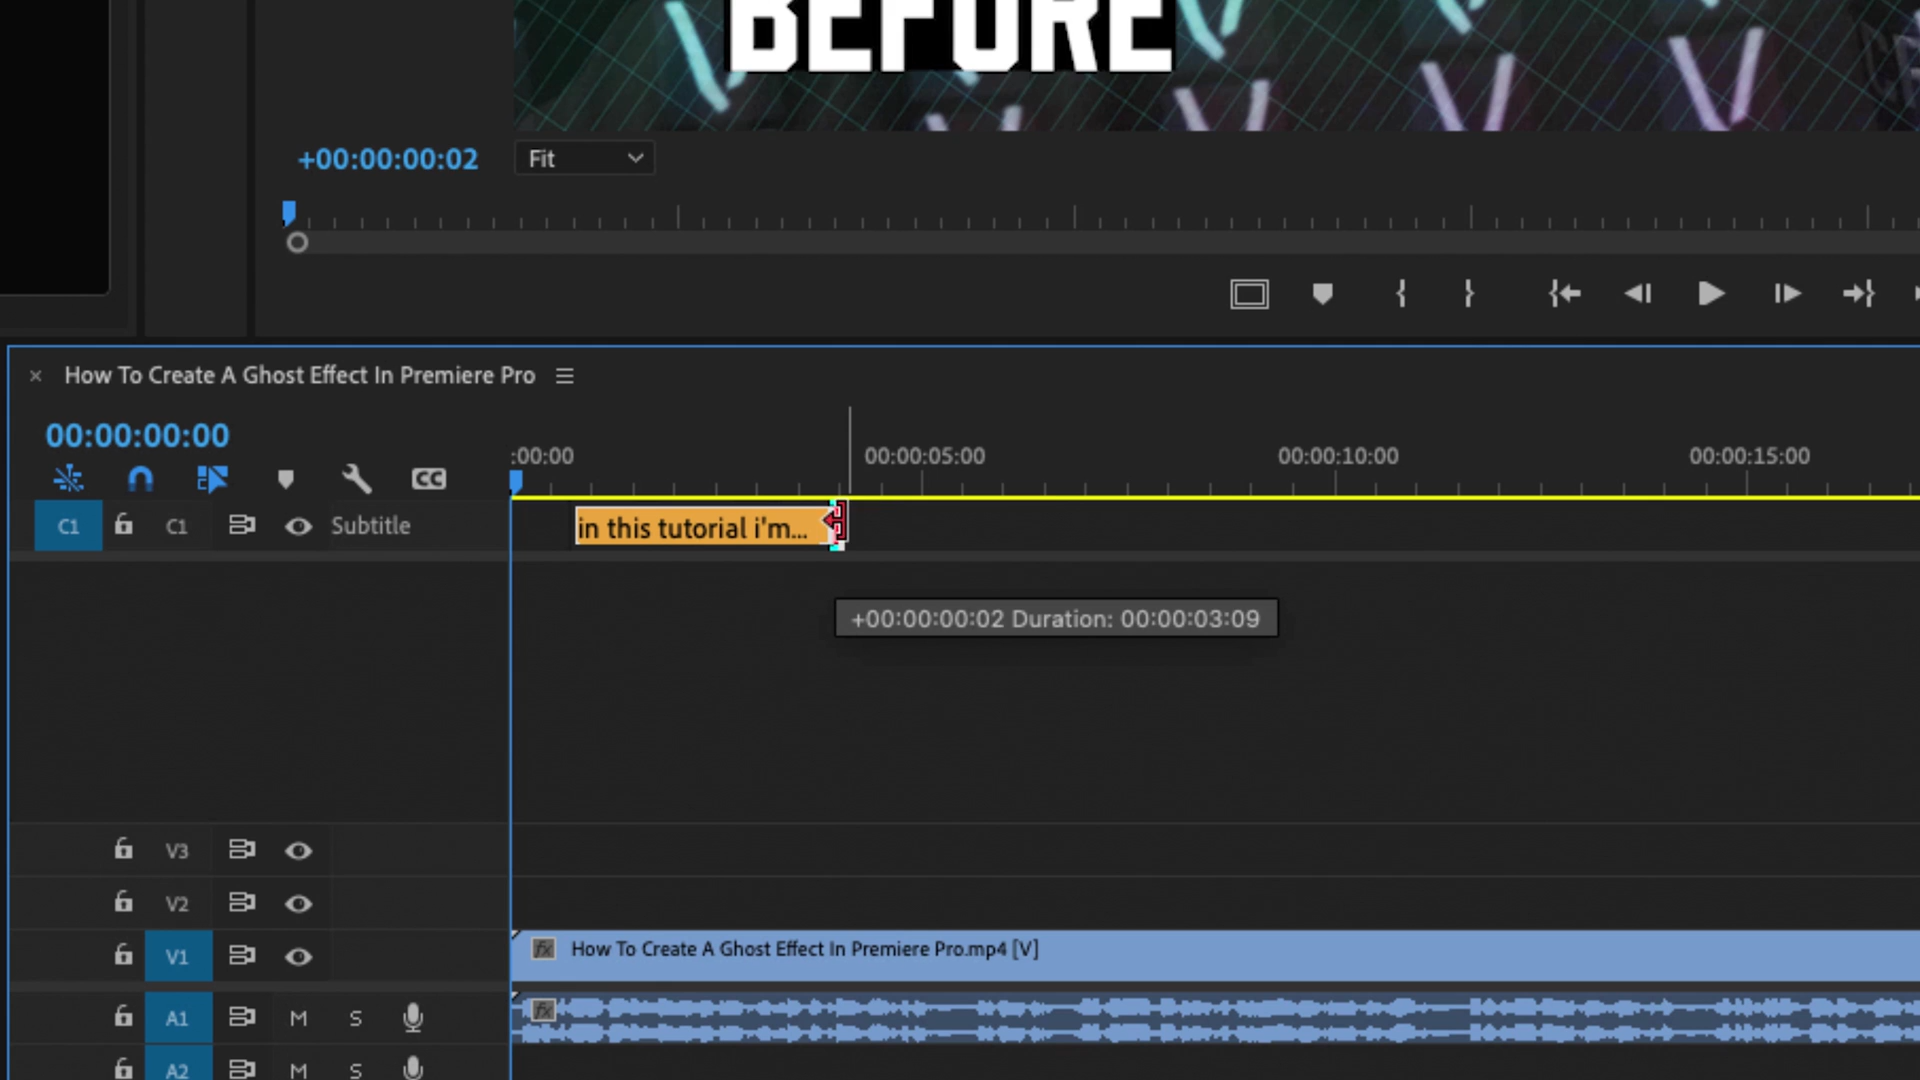 BEFORE
+00:00:00:02 Fit
× How To Create A Ghost Effect In Premiere Pro
00:00:00:00
:00:00 00:00:05:00 00:00:10:00 00:00:15:00
CC
C1 C1 Subtitle
in this tutorial i'm...
+00:00:00:02 Duration: 00:00:03:09
V3
V2
V1
fx How To Create A Ghost Effect In Premiere Pro.mp4 [V]
A1 M S
fx
A2 M S